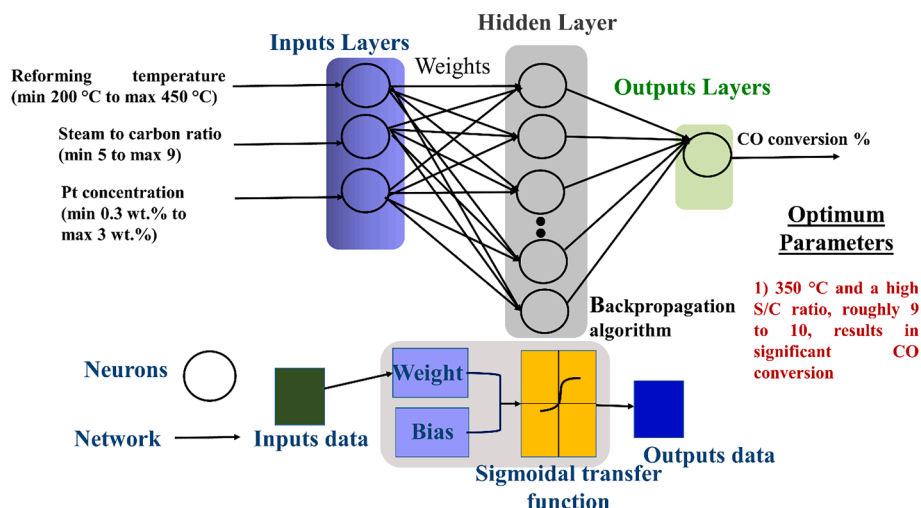 Hidden Layer
Inputs Layers
Weights
Outputs Layers
Reforming temperature
(min 200 °C to max 450 °C)
Steam to carbon ratio
(min 5 to max 9)
Pt concentration
(min 0.3 wt.% to
max 3 wt.%)
CO conversion %
Optimum
Parameters
1) 350 °C and a high
S/C ratio, roughly 9
to 10, results in
significant CO
conversion
Backpropagation
algorithm
Neurons
Network
Inputs data
Weight
Bias
Sigmoidal transfer
function
Outputs data